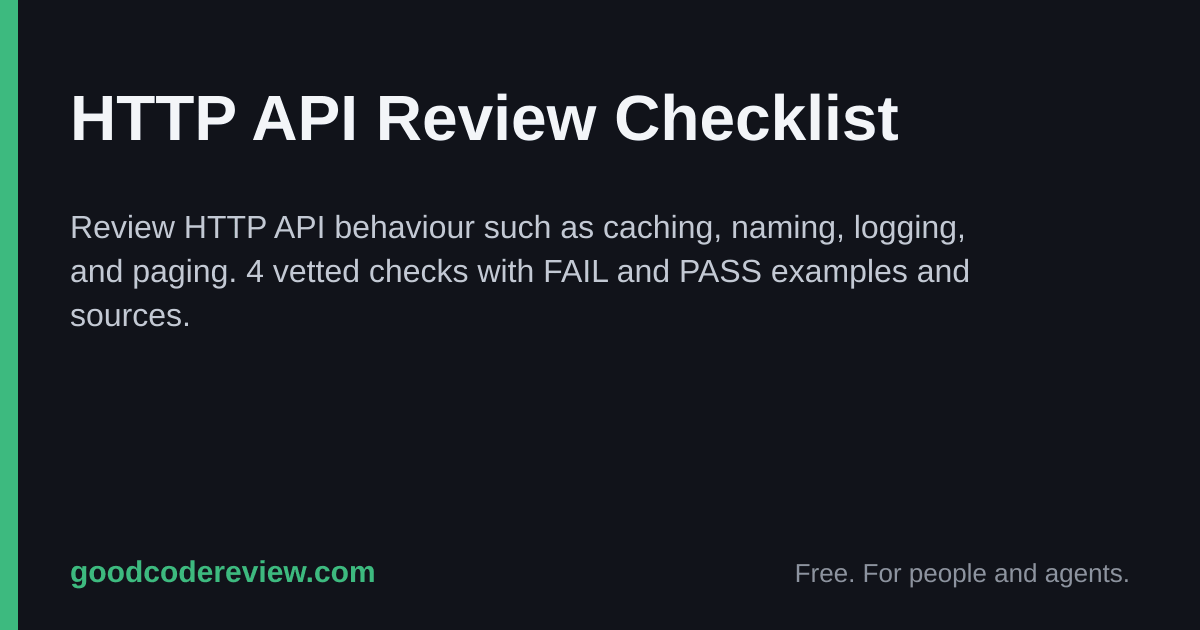 HTTP API Review Checklist
Review HTTP API behaviour such as caching, naming, logging,
and paging. 4 vetted checks with FAIL and PASS examples and
sources.
goodcodereview.com
Free. For people and agents.